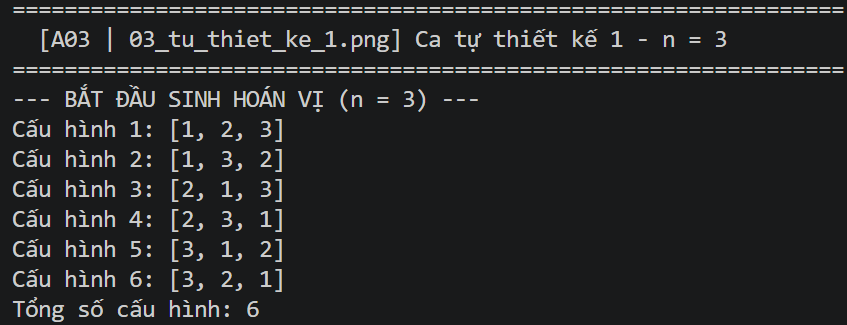 ================================================================
[A03 | 03_tu_thiet_ke_1.png] Ca tự thiết kế 1 - n = 3
================================================================
--- BẮT ĐẦU SINH HOÁN VỊ (n = 3) ---
Cấu hình 1: [1, 2, 3]
Cấu hình 2: [1, 3, 2]
Cấu hình 3: [2, 1, 3]
Cấu hình 4: [2, 3, 1]
Cấu hình 5: [3, 1, 2]
Cấu hình 6: [3, 2, 1]
Tổng số cấu hình: 6